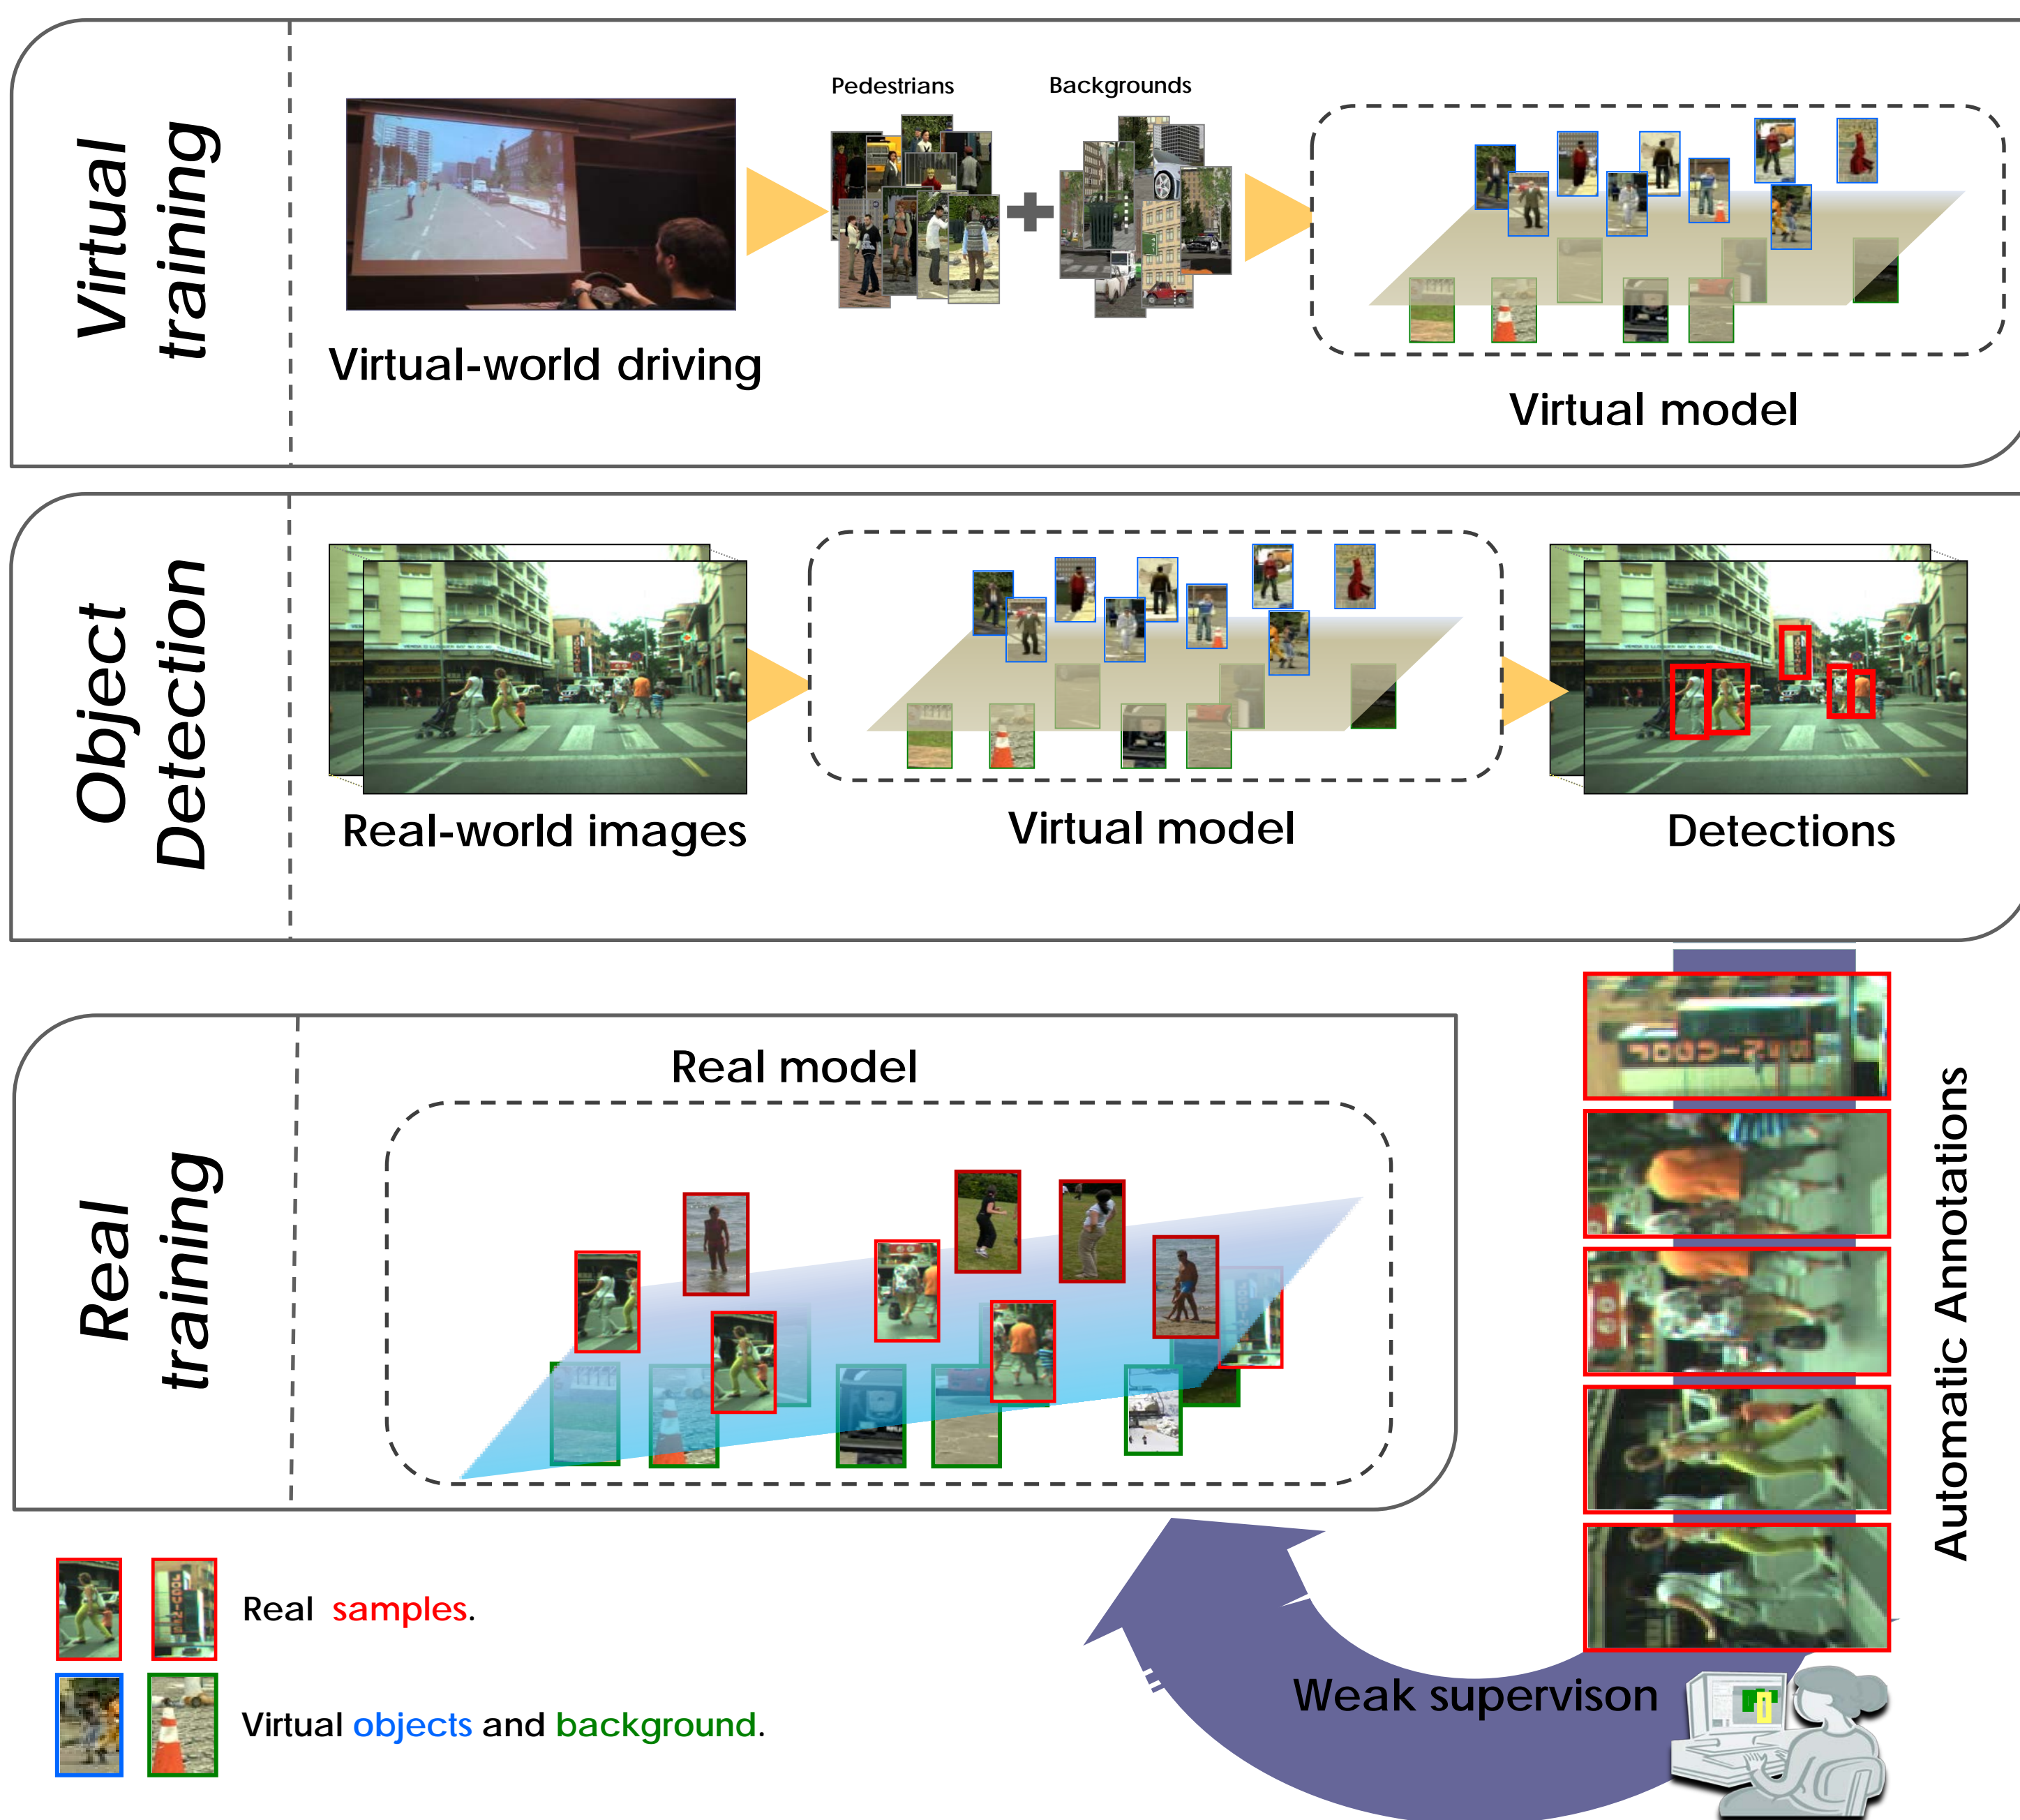 Virtual
training
Pedestrians
Backgrounds
Virtual-world driving
Virtual model
Object
Detection
Real-world images
Virtual model
Detections
Real
training
Real model
Automatic Annotations
Weak supervison
Real samples.
Virtual objects and background.